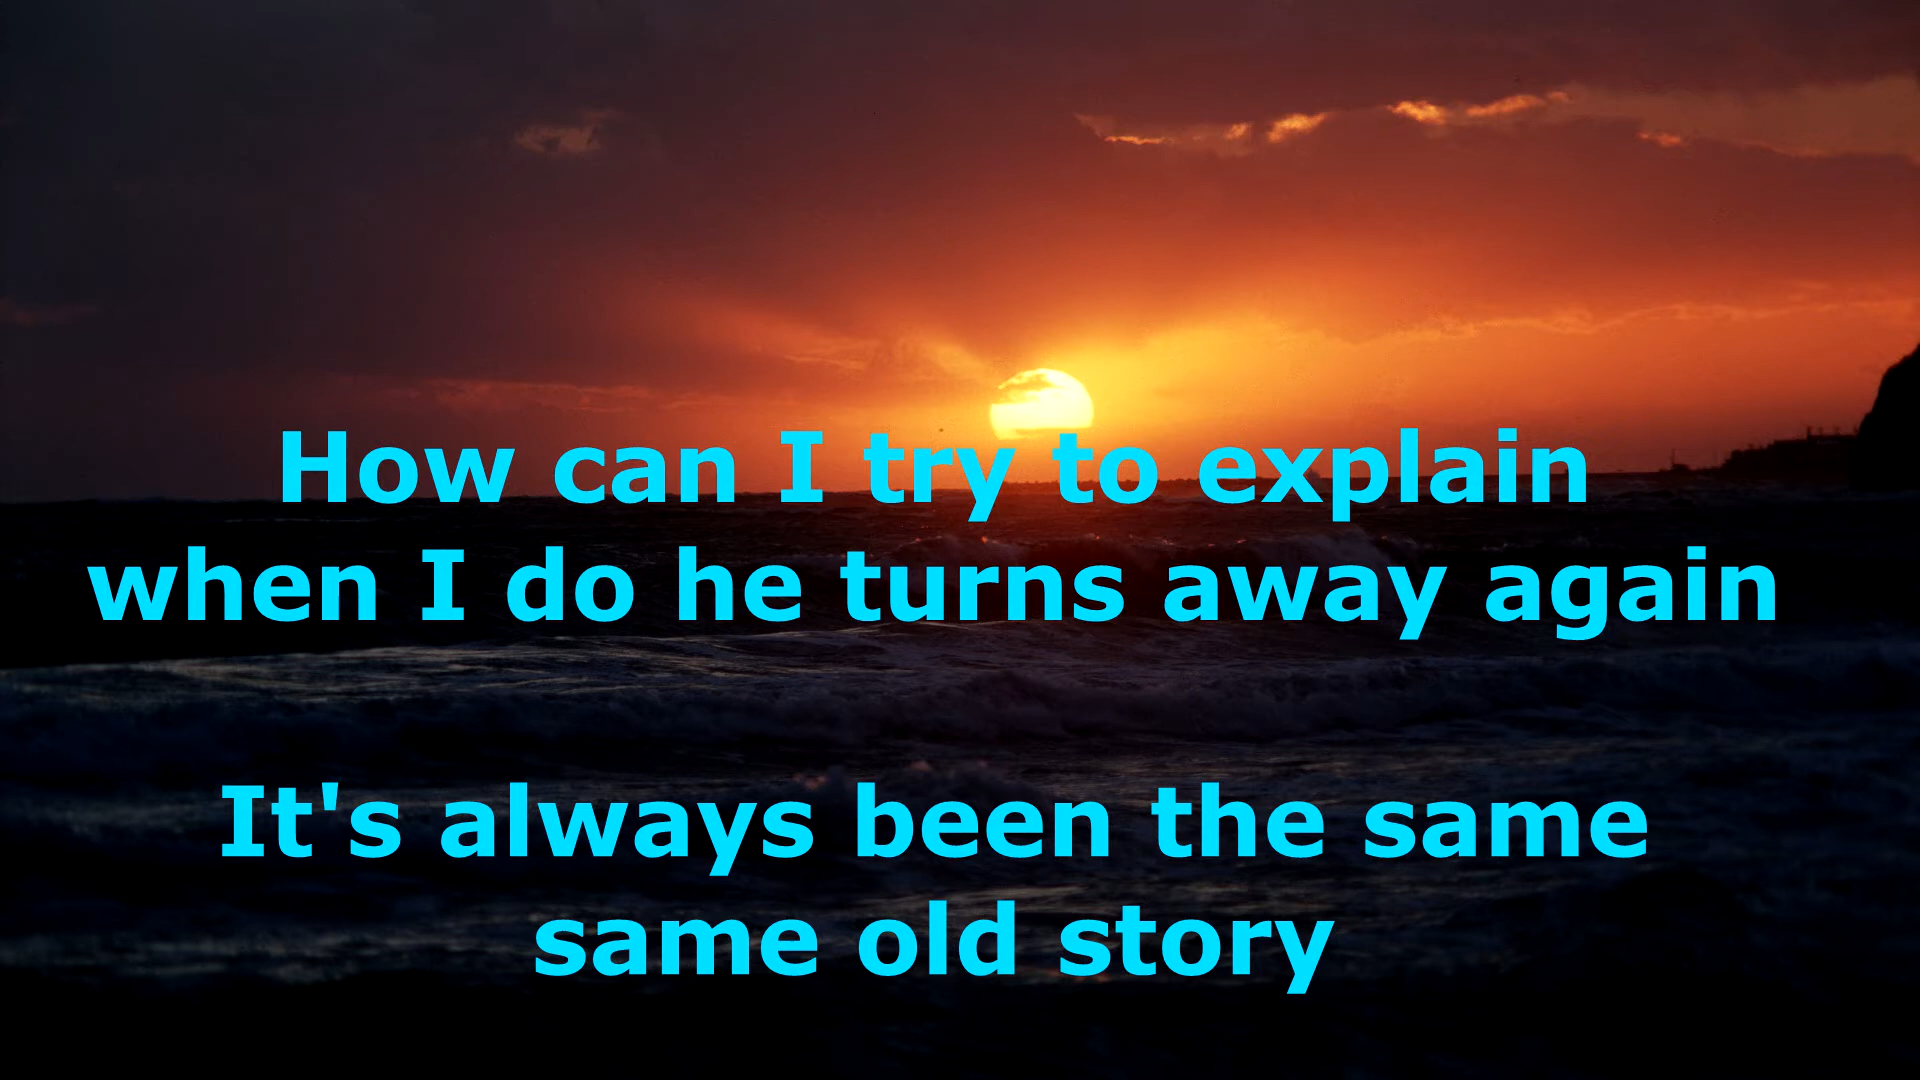 How can I try to explain
when I do he turns away again
It's always been the same
same old story